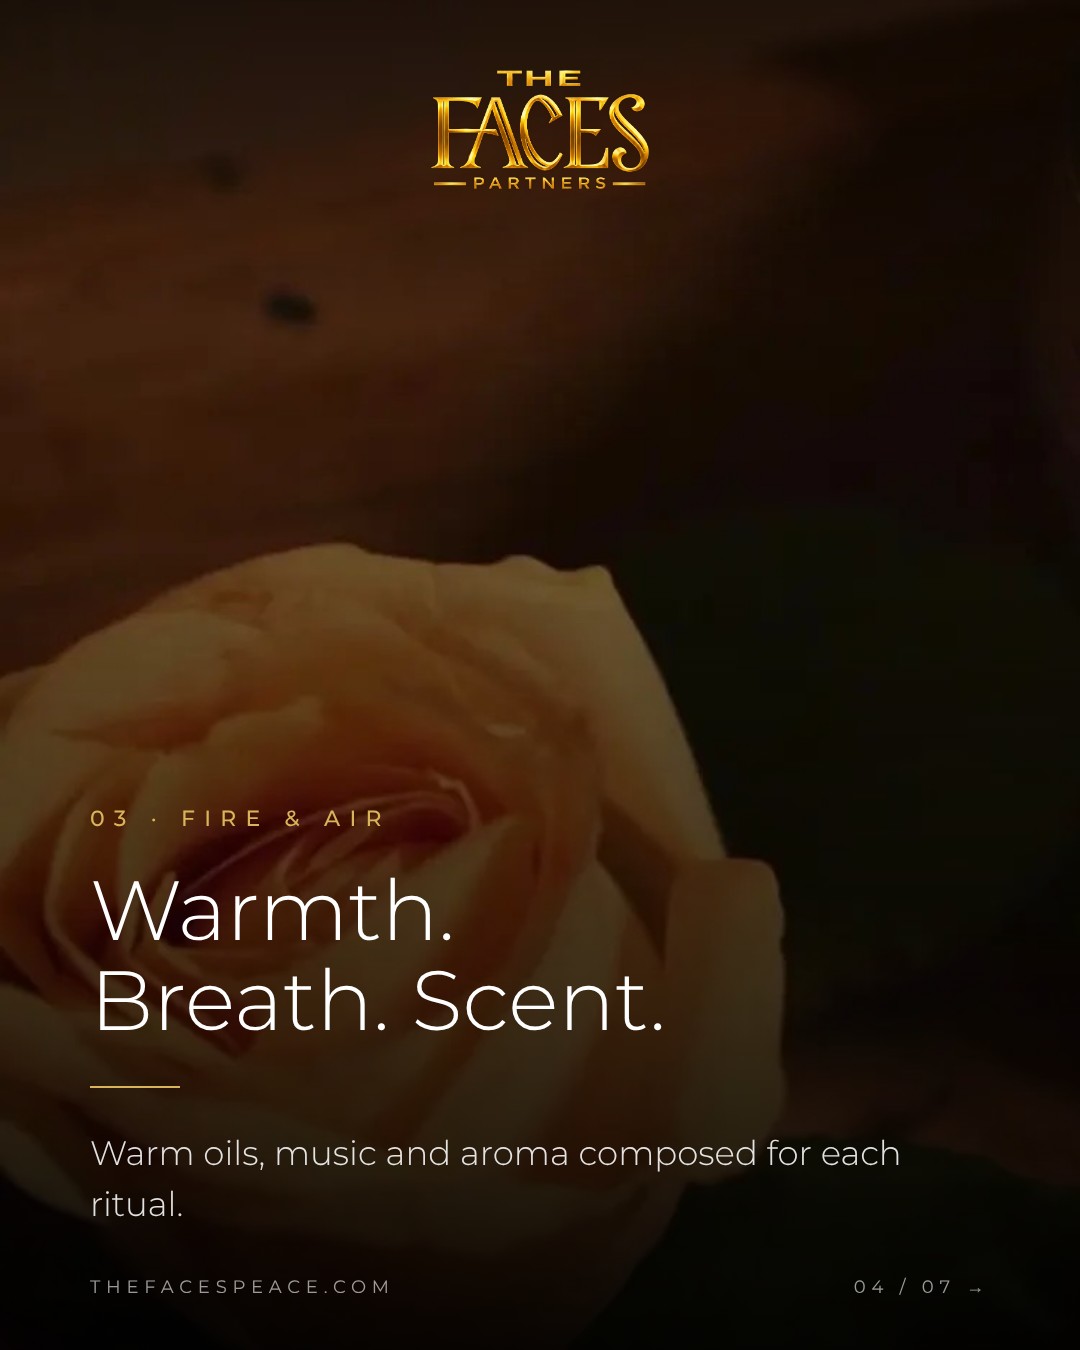 THE
FACES
PARTNERS
03 · FIRE & AIR
Warmth.
Breath. Scent.
Warm oils, music and aroma composed for each
ritual.
THEFACESPEACE.COM
04 / 07 →